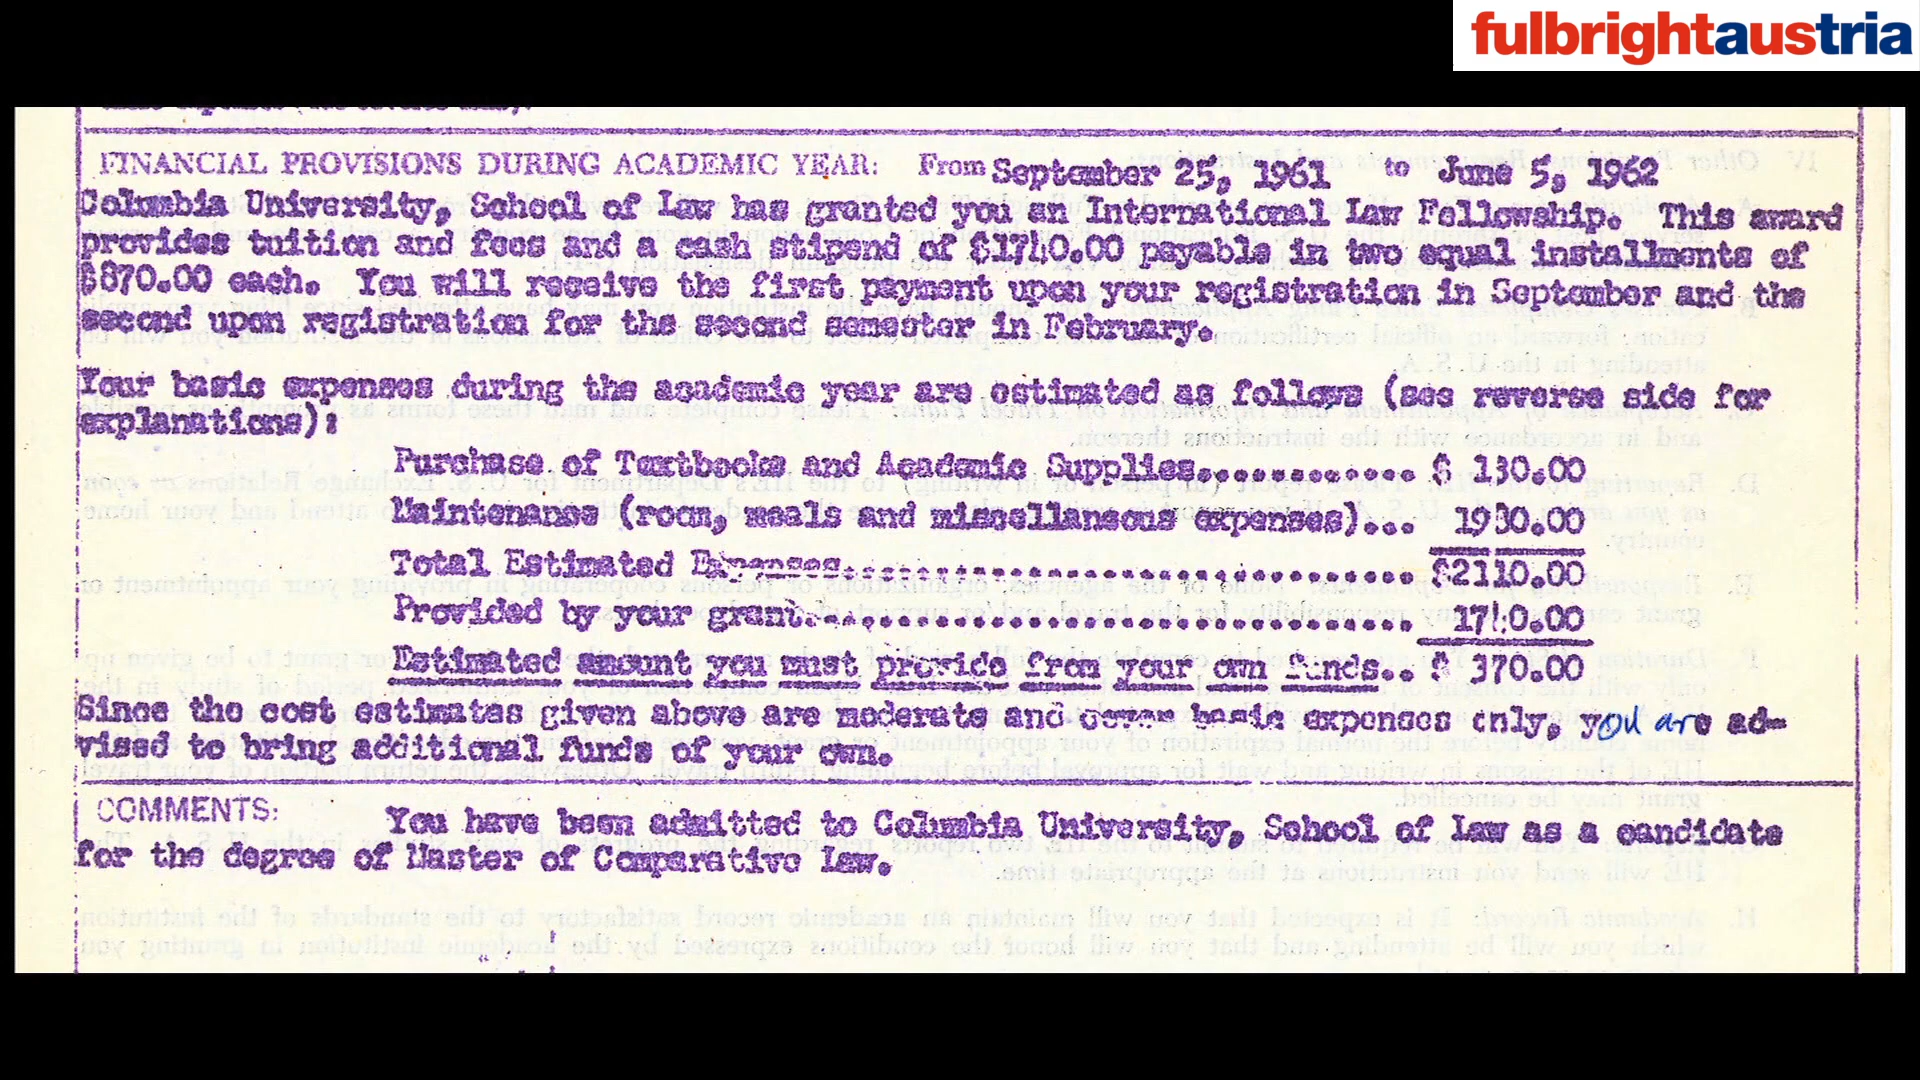 fulbrightaustria
FINANCIAL PROVISIONS DURING ACADEMIC YEAR: From September 25, 1961 to June 5, 1962
Columbia University, School of Law has granted you an International Law Fellowship. This award
provides tuition and fees and a cash stipend of $1740.00 payable in two equal installments of
$870.00 each. You will receive the first payment upon your registration in September and the
second upon registration for the second semester in February.
Your basic expenses during the academic year are estimated as follows (see reverse side for
explanations):
Purchase of Textbooks and Academic Supplies............ $ 130.00
Maintenance (room, meals and miscellaneous expenses)... 1980.00
Total Estimated Expenses.................................... $2110.00
Provided by your grant...................................... 1740.00
Estimated amount you must provide from your own funds.. $ 370.00
Since the cost estimates given above are moderate and cover basic expenses only, you are ad-
vised to bring additional funds of your own.
COMMENTS: You have been admitted to Columbia University, School of Law as a candidate
for the degree of Master of Comparative Law.